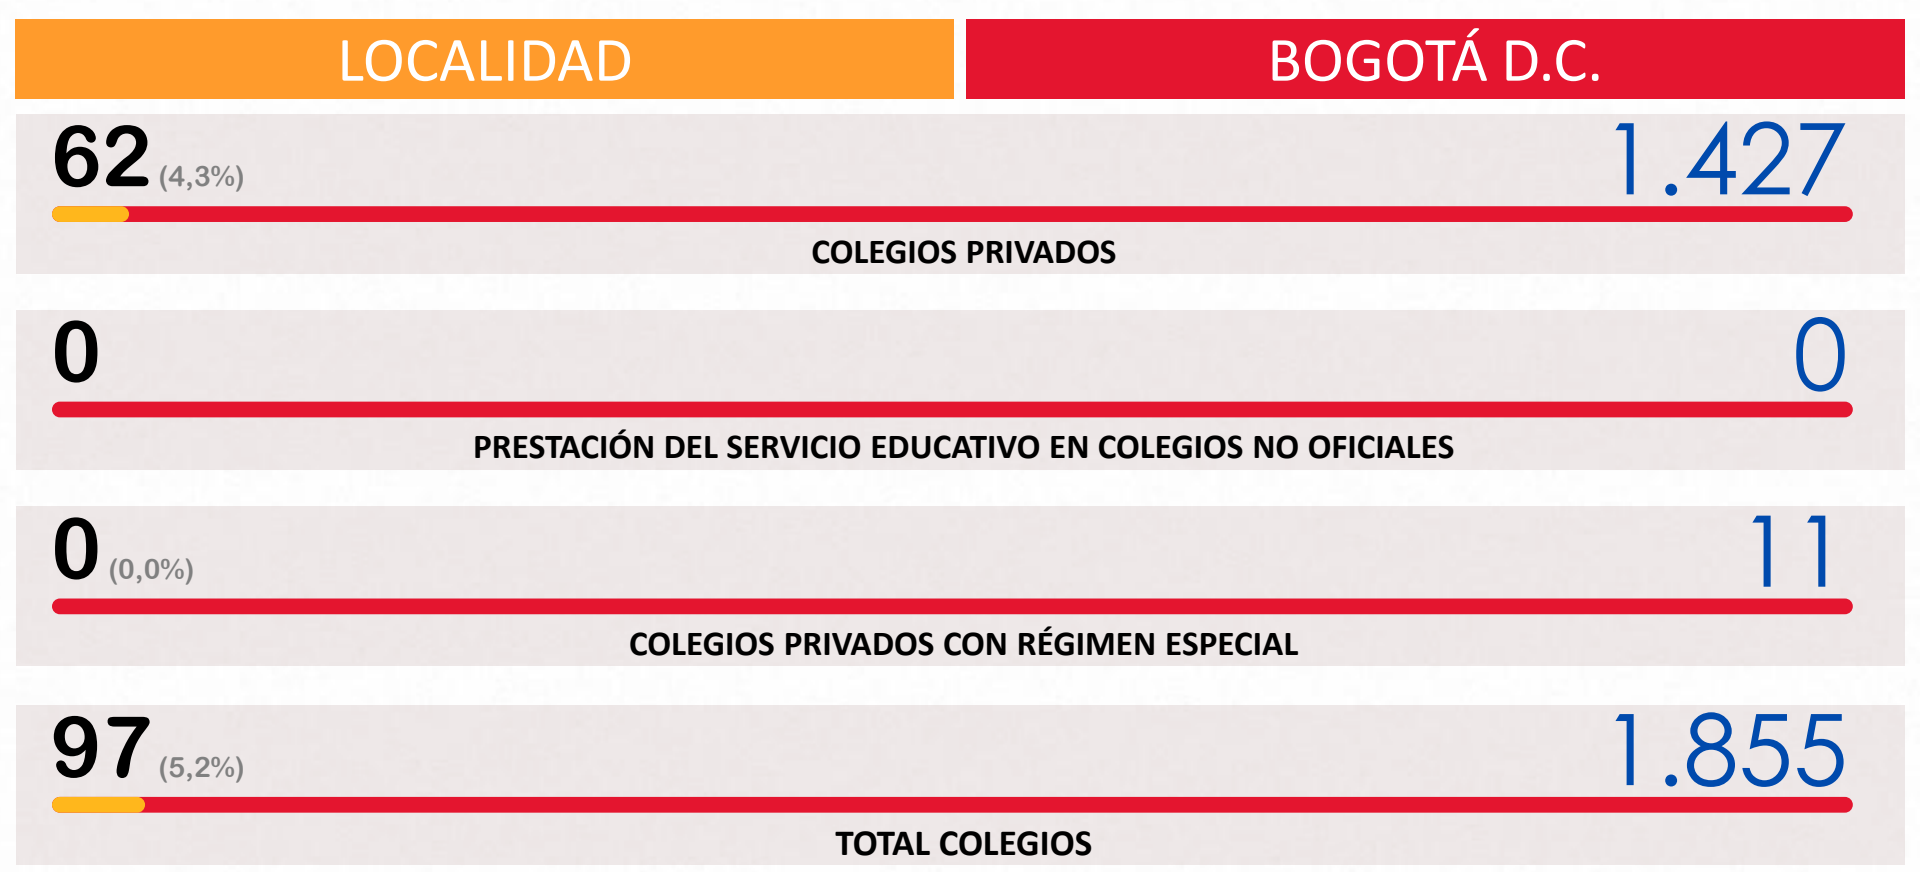 LOCALIDAD
BOGOTÁ D.C.
62 (4,3%)
1.427
COLEGIOS PRIVADOS
0
0
PRESTACIÓN DEL SERVICIO EDUCATIVO EN COLEGIOS NO OFICIALES
0 (0,0%)
11
COLEGIOS PRIVADOS CON RÉGIMEN ESPECIAL
97 (5,2%)
1.855
TOTAL COLEGIOS